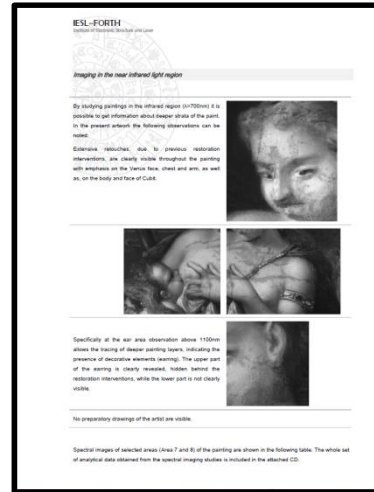 IESL–FORTH
Institute of Electronic Structure and Laser
Imaging in the near infrared light region
By studying paintings in the infrared region (λ>700nm) it is
possible to get information about deeper strata of the paint.
In the present artwork the following observations can be
noted:
Extensive retouches, due to previous restoration
interventions, are clearly visible throughout the painting
with emphasis on the Venus face, chest and arm, as well
as, on the body and face of Cubit.
Specifically at the ear area observation above 1100nm
allows the tracing of deeper painting layers, indicating the
presence of decorative elements (earring). The upper part
of the earring is clearly revealed, hidden behind the
restoration interventions, while the lower part is not clearly
visible.
No preparatory drawings of the artist are visible.
Spectral images of selected areas (Area 7 and 8) of the painting are shown in the following table. The whole set
of analytical data obtained from the spectral imaging studies is included in the attached CD.